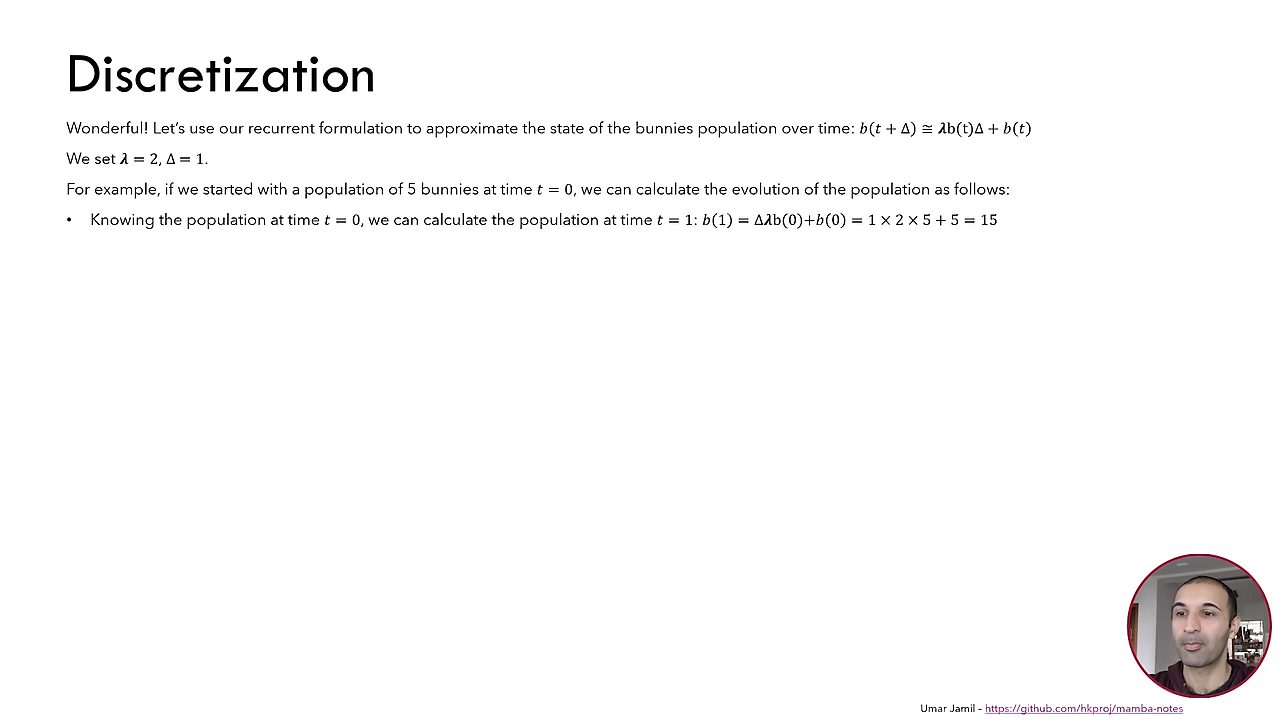 Discretization
Wonderful! Let's use our recurrent formulation to approximate the state of the bunnies population over time: 𝑏(𝑡 + Δ) ≅ 𝝀b(t)Δ + 𝑏(𝑡)
We set 𝝀 = 2, Δ = 1.
For example, if we started with a population of 5 bunnies at time 𝑡 = 0, we can calculate the evolution of the population as follows:
• Knowing the population at time 𝑡 = 0, we can calculate the population at time 𝑡 = 1: 𝑏(1) = Δ𝝀b(0)+𝑏(0) = 1 × 2 × 5 + 5 = 15
Umar Jamil – https://github.com/hkproj/mamba-notes